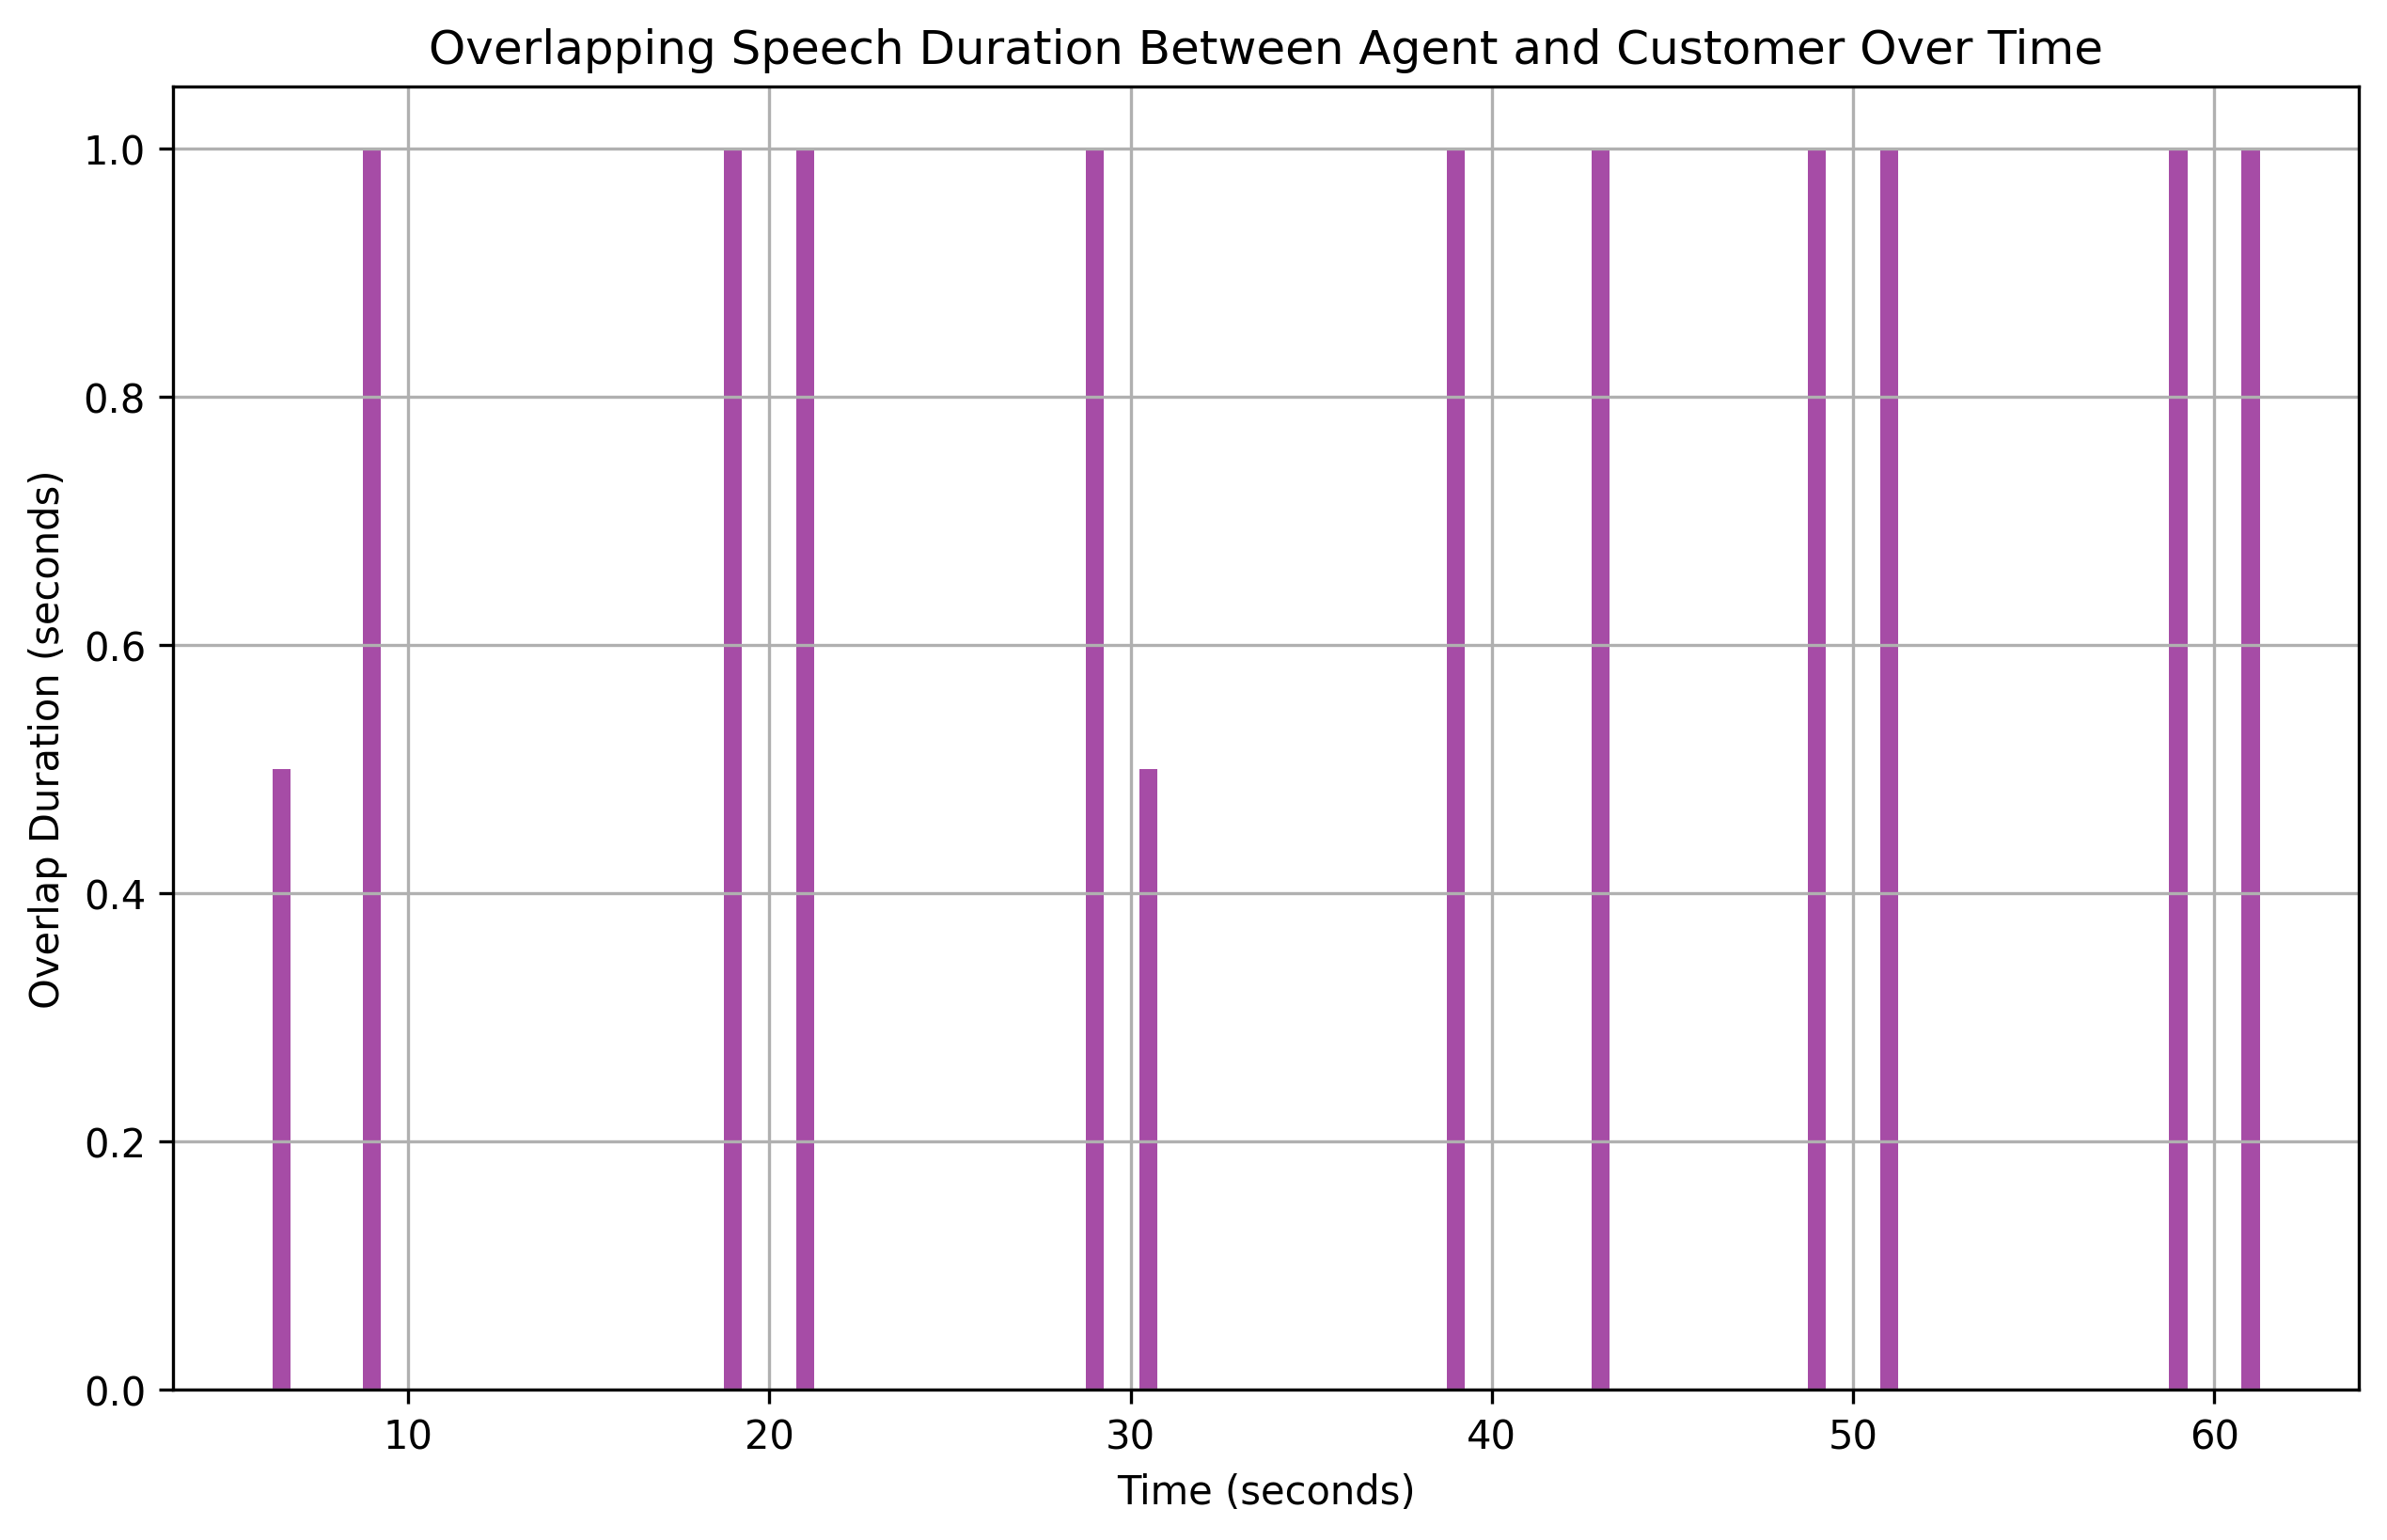 Overlapping Speech Duration Between Agent and Customer Over Time
Overlap Duration (seconds)
1.0
0.8
0.6
0.4
0.2
0.0
10 20 30 40 50 60
Time (seconds)